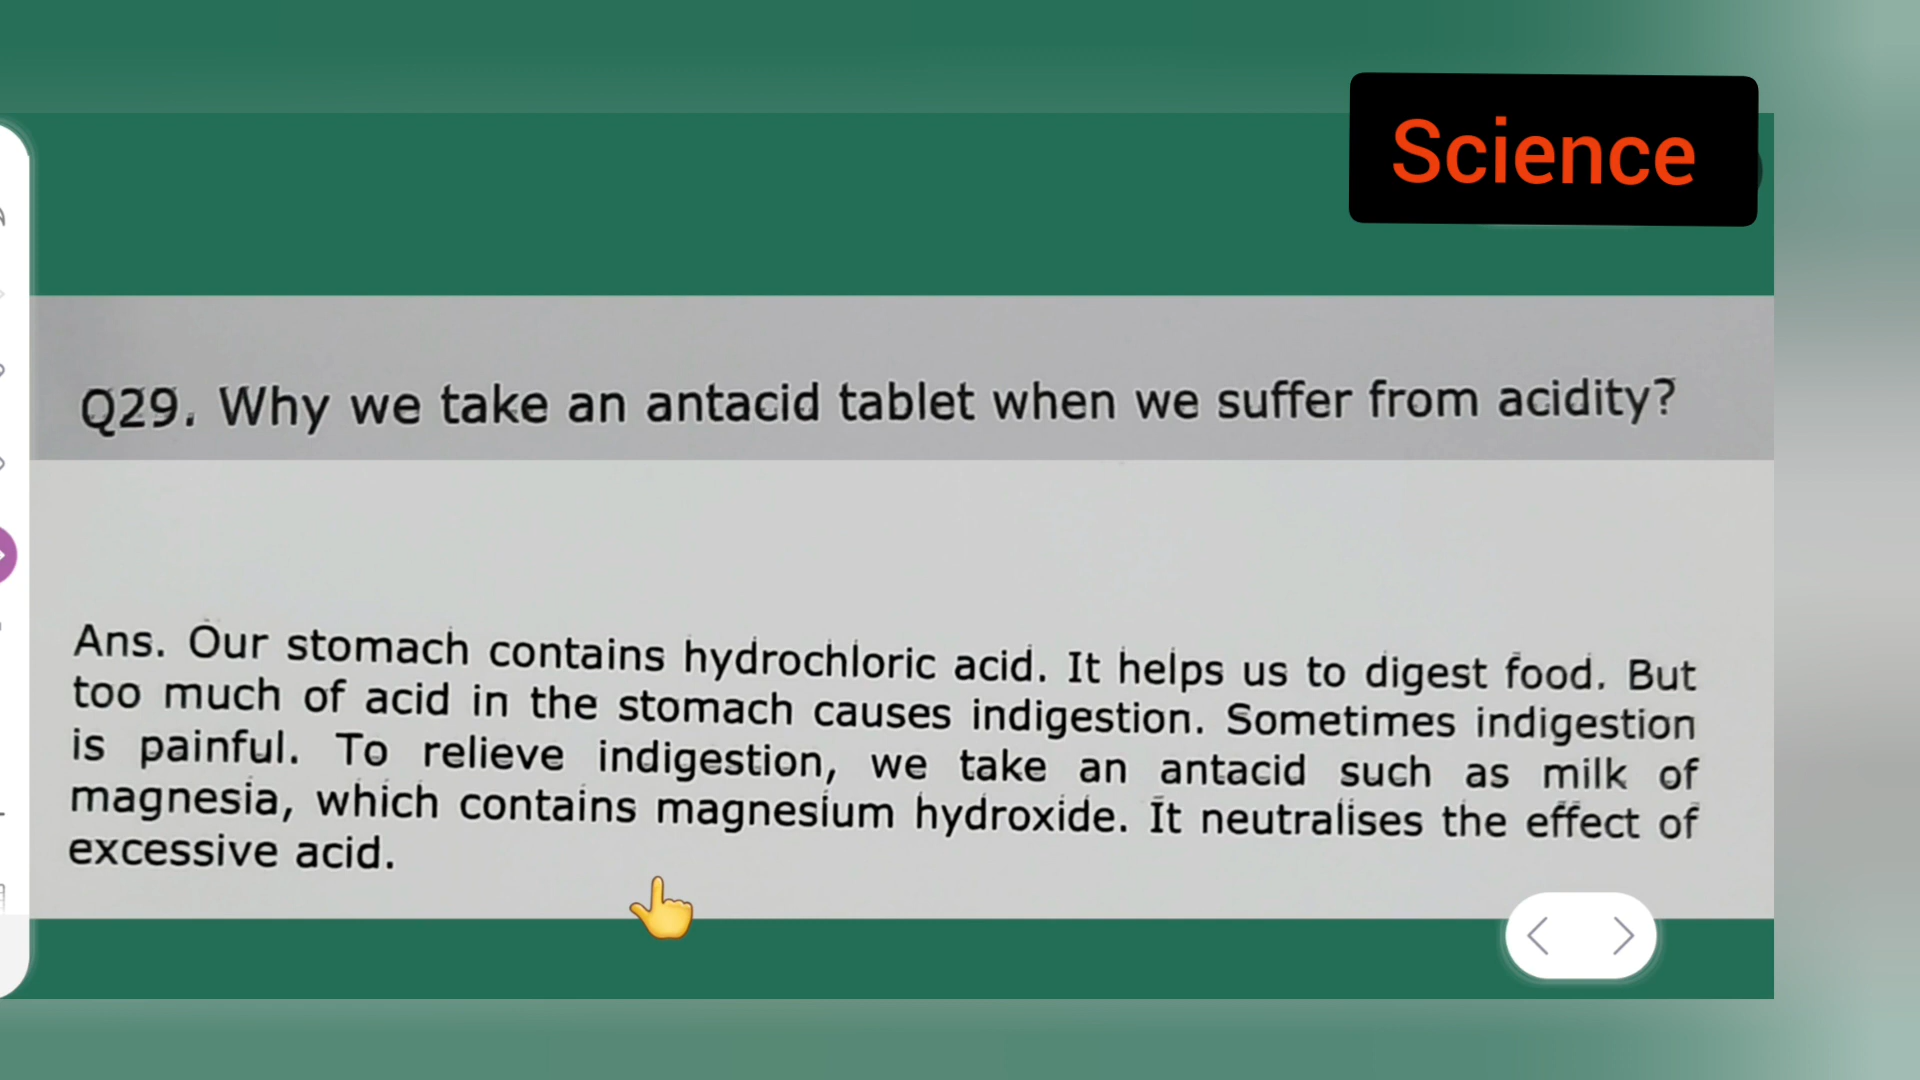 Science
Q29. Why we take an antacid tablet when we suffer from acidity?
Ans. Our stomach contains hydrochloric acid. It helps us to digest food. But
too much of acid in the stomach causes indigestion. Sometimes indigestion
is painful. To relieve indigestion, we take an antacid such as milk of
magnesia, which contains magnesium hydroxide. It neutralises the effect of
excessive acid.